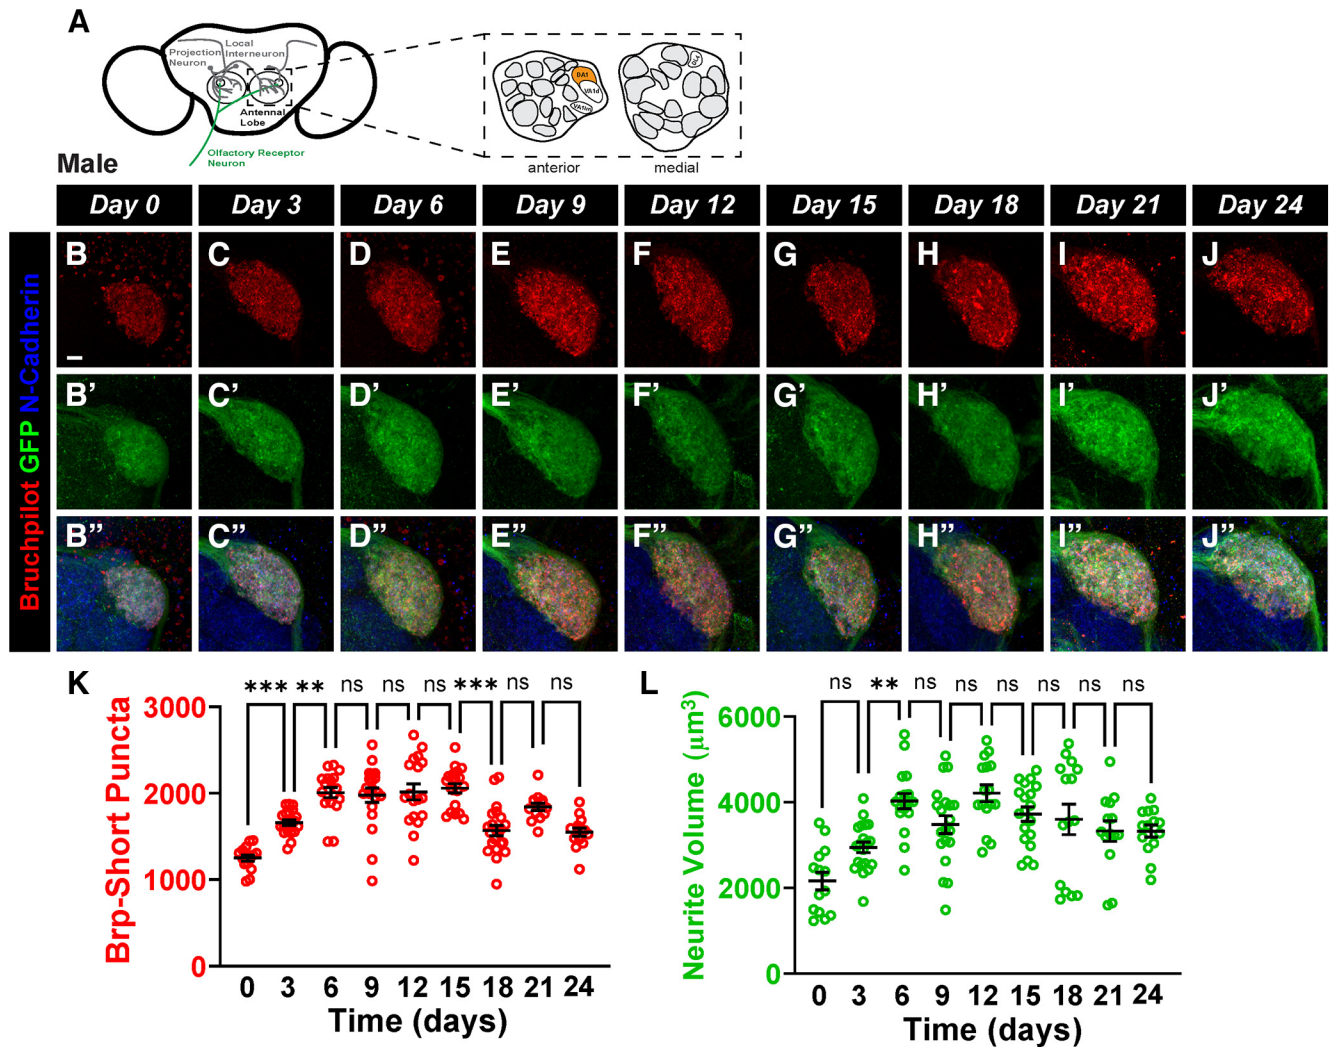 A
Projection
Neuron
Local
Interneuron
Antennal
Lobe
Olfactory Receptor
Neuron
DA1
VA1d
VA1lm
DL4
anterior
medial
Male
Day 0
Day 3
Day 6
Day 9
Day 12
Day 15
Day 18
Day 21
Day 24
Bruchpilot GFP N-Cadherin
B
C
D
E
F
G
H
I
J
B’
C’
D’
E’
F’
G’
H’
I’
J’
B”
C”
D”
E”
F”
G”
H”
I”
J”
K
*** ** ns ns ns *** ns ns
Brp-Short Puncta
3000
2000
1000
0
0 3 6 9 12 15 18 21 24
Time (days)
L
ns ** ns ns ns ns ns ns
Neurite Volume (μm³)
6000
4000
2000
0
0 3 6 9 12 15 18 21 24
Time (days)